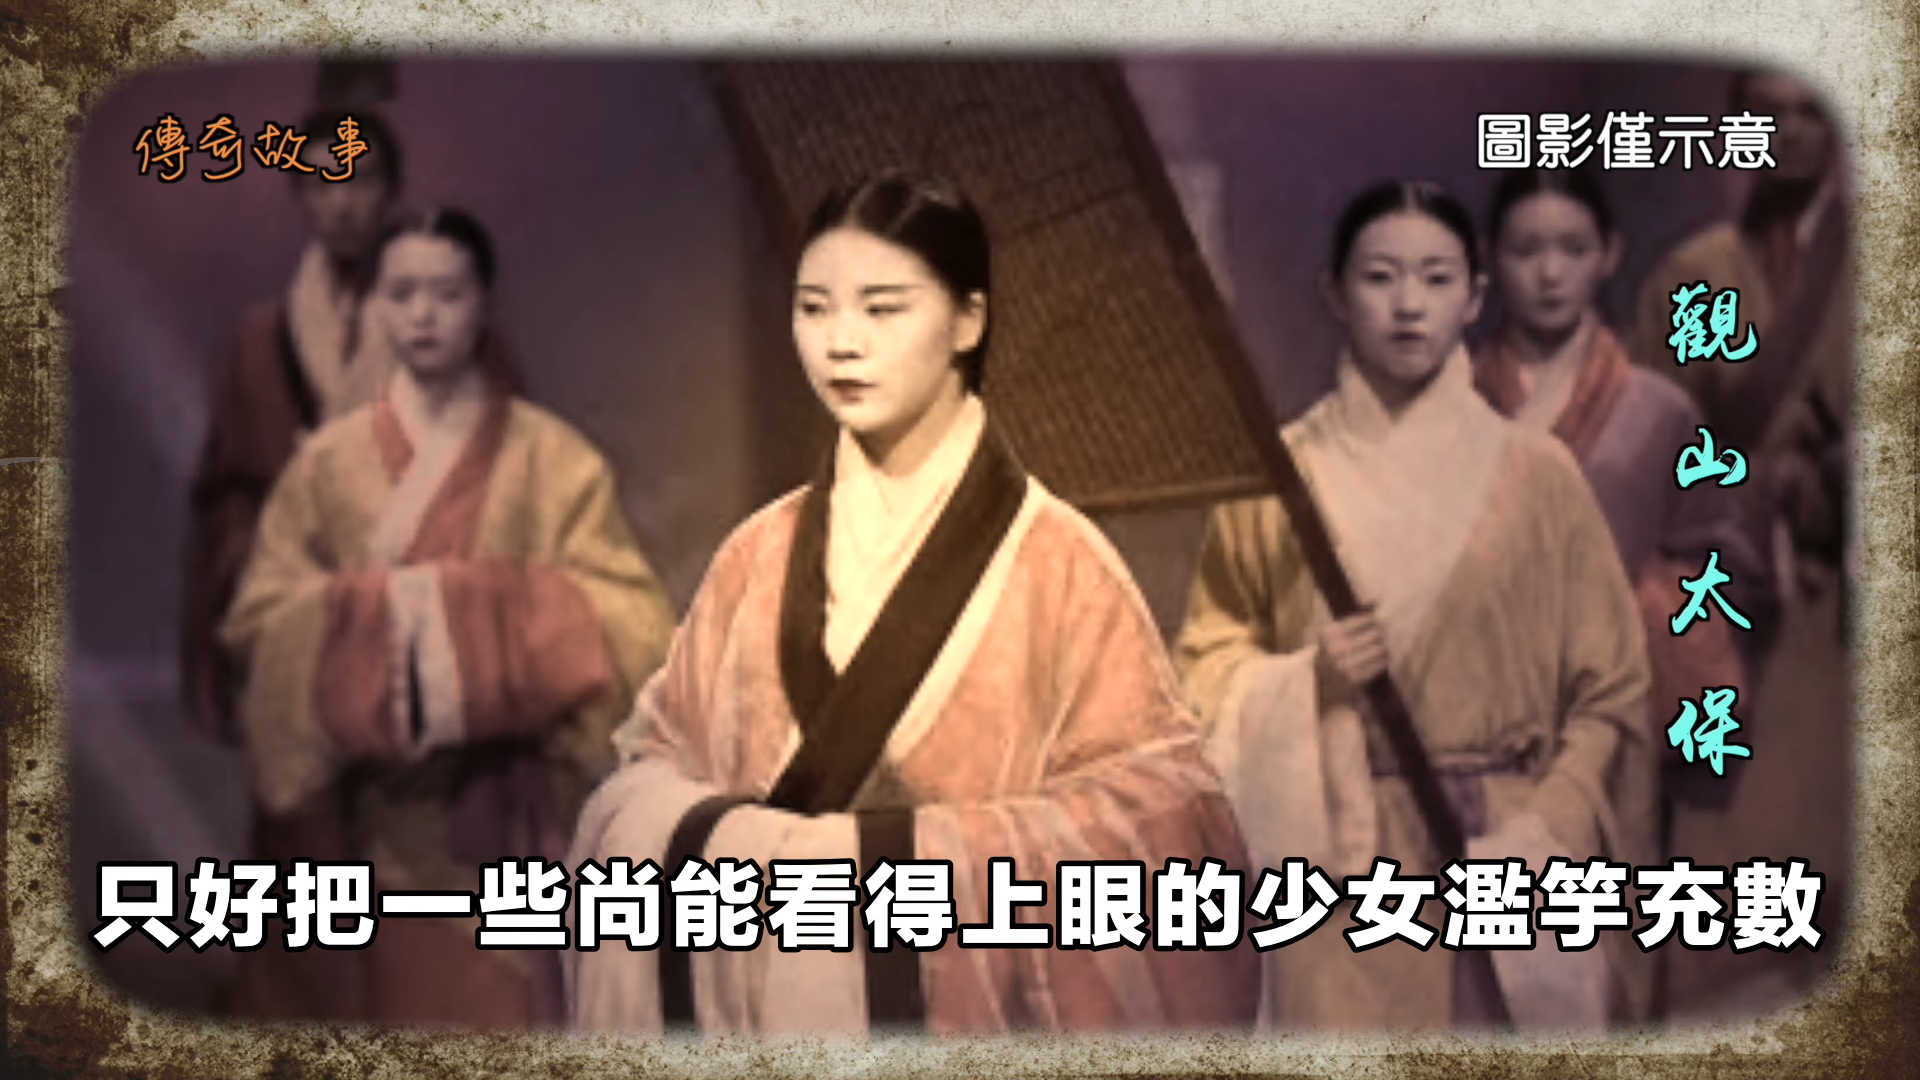 傳奇故事
圖影僅示意
觀山太保
只好把一些尚能看得上眼的少女濫竽充數